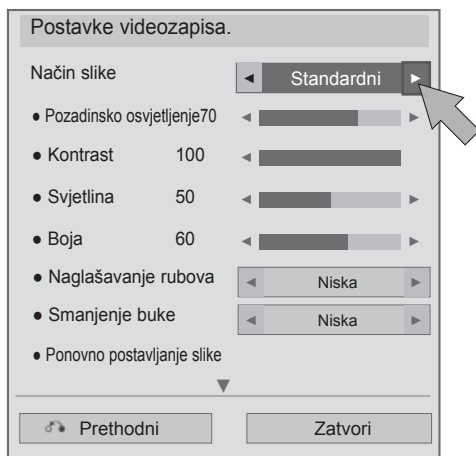 Postavke videozapisa.
Način slike ◄ Standardni ►
● Pozadinsko osvjetljenje70 ◄ ►
● Kontrast 100 ◄
● Svjetlina 50 ◄ ►
● Boja 60 ◄ ►
● Naglašavanje rubova ◄ Niska ►
● Smanjenje buke ◄ Niska ►
● Ponovno postavljanje slike
▼
Prethodni Zatvori